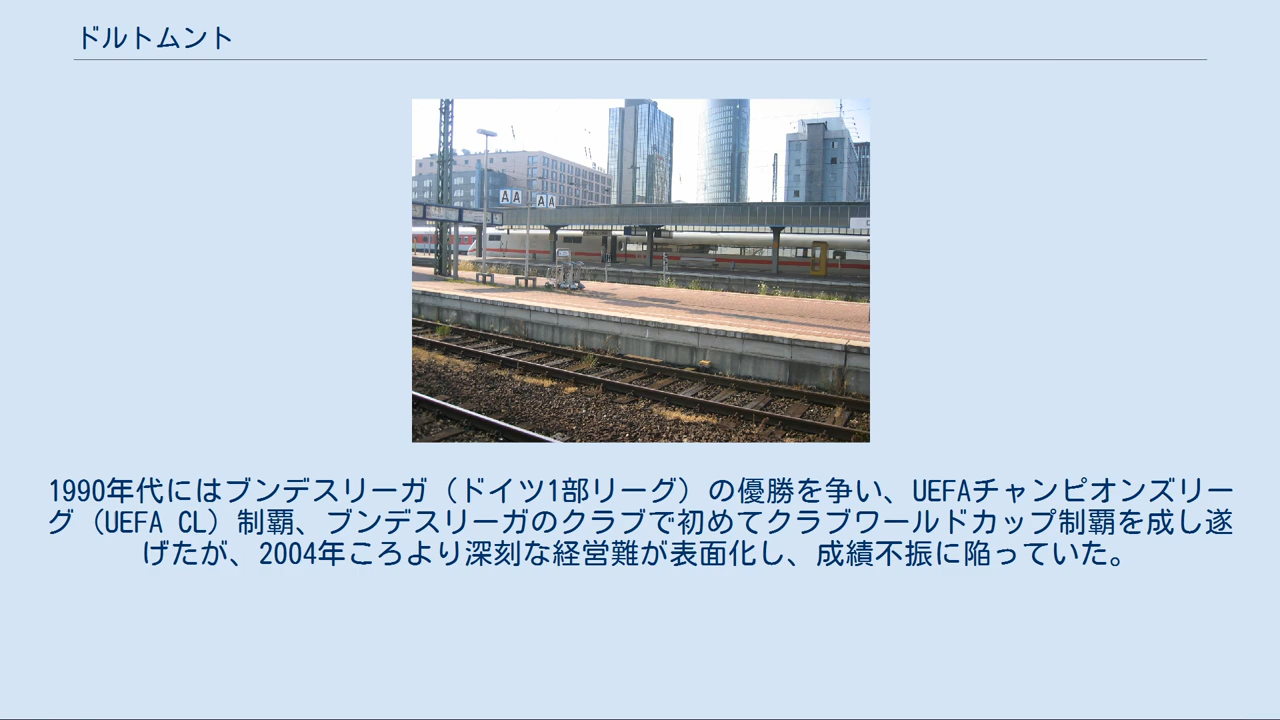 ドルトムント
A A A A
1990年代にはブンデスリーガ（ドイツ1部リーグ）の優勝を争い、UEFAチャンピオンズリー
グ（UEFA CL）制覇、ブンデスリーガのクラブで初めてクラブワールドカップ制覇を成し遂
げたが、2004年ころより深刻な経営難が表面化し、成績不振に陥っていた。